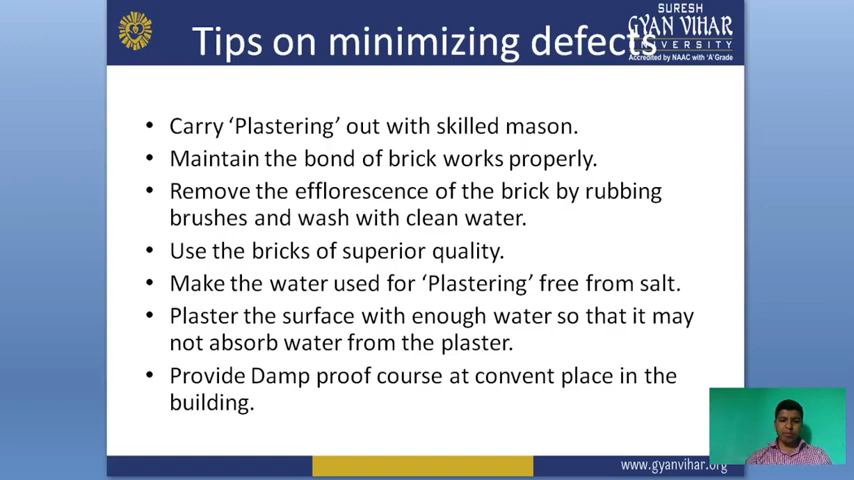 Tips on minimizing defects
SURESH
GYAN VIHAR
UNIVERSITY
Accredited by NAAC with 'A' Grade
• Carry ‘Plastering’ out with skilled mason.
• Maintain the bond of brick works properly.
• Remove the efflorescence of the brick by rubbing
brushes and wash with clean water.
• Use the bricks of superior quality.
• Make the water used for ‘Plastering’ free from salt.
• Plaster the surface with enough water so that it may
not absorb water from the plaster.
• Provide Damp proof course at convent place in the
building.
www.gyanvihar.org